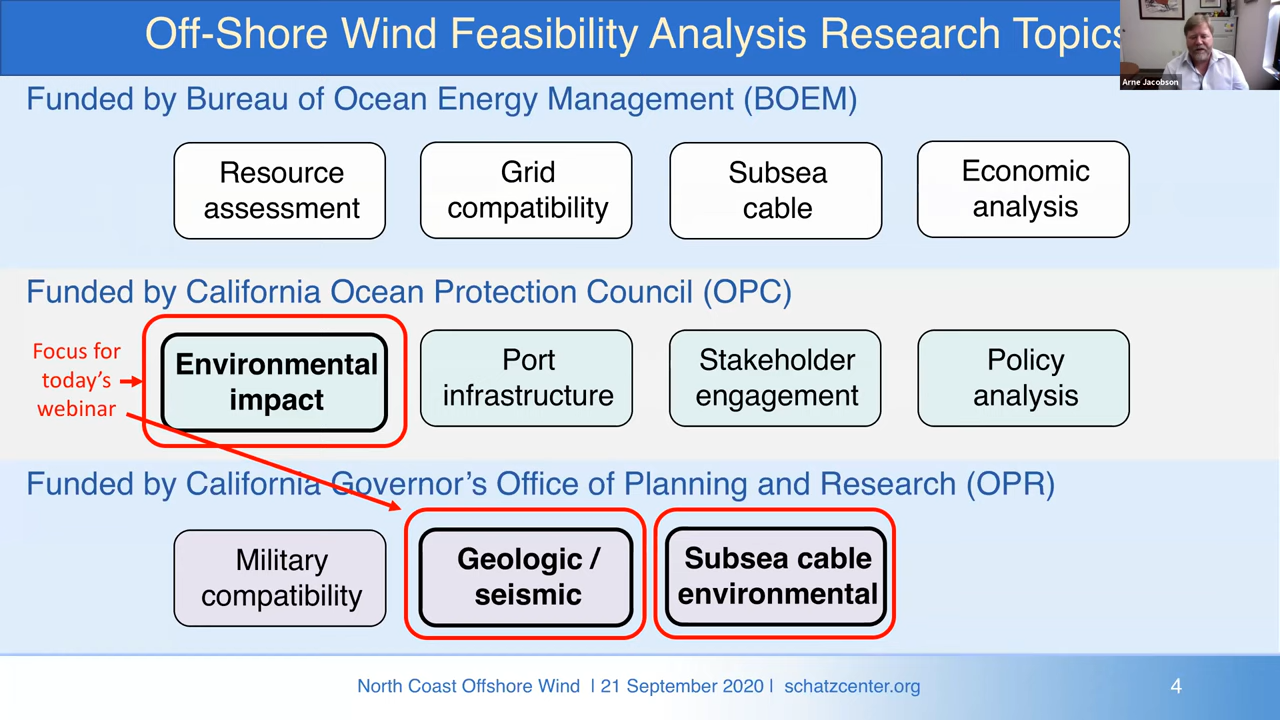 Off-Shore Wind Feasibility Analysis Research Topics
Arne Jacobson
Funded by Bureau of Ocean Energy Management (BOEM)
Resource
assessment
Grid
compatibility
Subsea
cable
Economic
analysis
Funded by California Ocean Protection Council (OPC)
Focus for
today's
webinar
Environmental
impact
Port
infrastructure
Stakeholder
engagement
Policy
analysis
Funded by California Governor's Office of Planning and Research (OPR)
Military
compatibility
Geologic /
seismic
Subsea cable
environmental
North Coast Offshore Wind | 21 September 2020 | schatzcenter.org
4